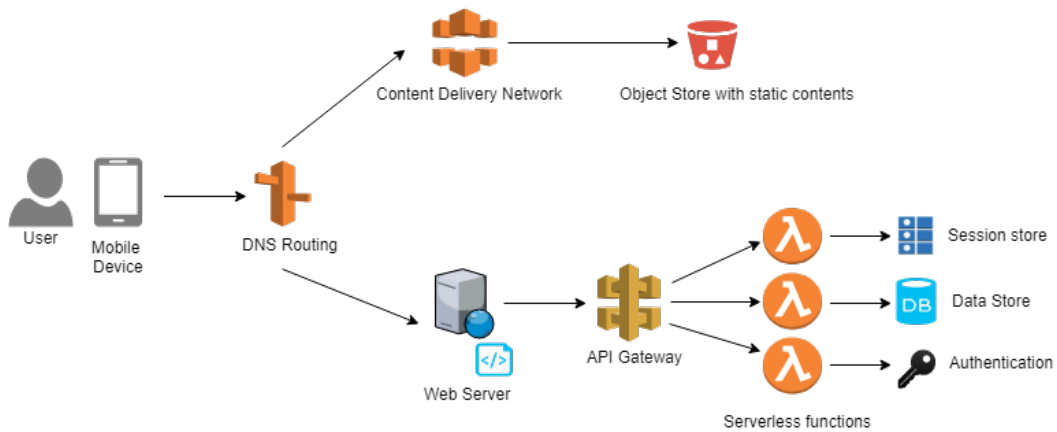 Content Delivery Network
Object Store with static contents
User
Mobile
Device
DNS Routing
Session store
DB
Data Store
</>
Web Server
API Gateway
λ
λ
λ
Authentication
Serverless functions